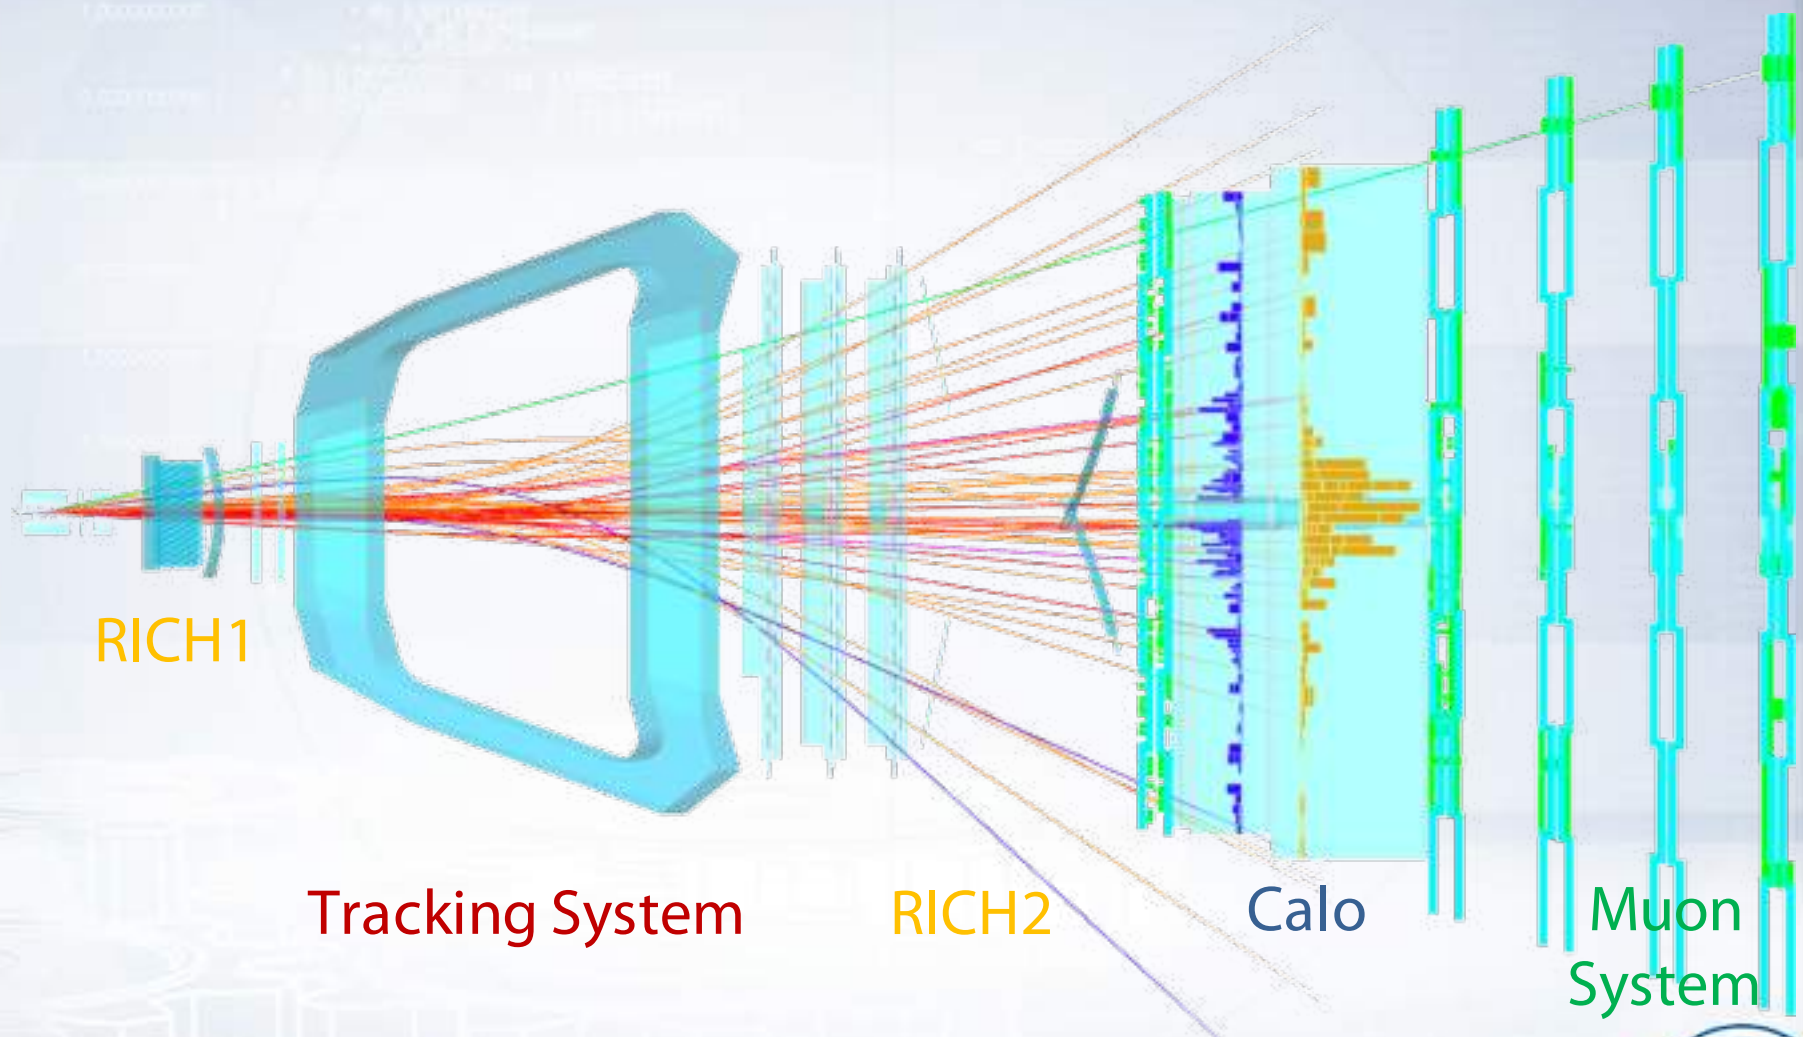 RICH1
Tracking System
RICH2
Calo
Muon
System